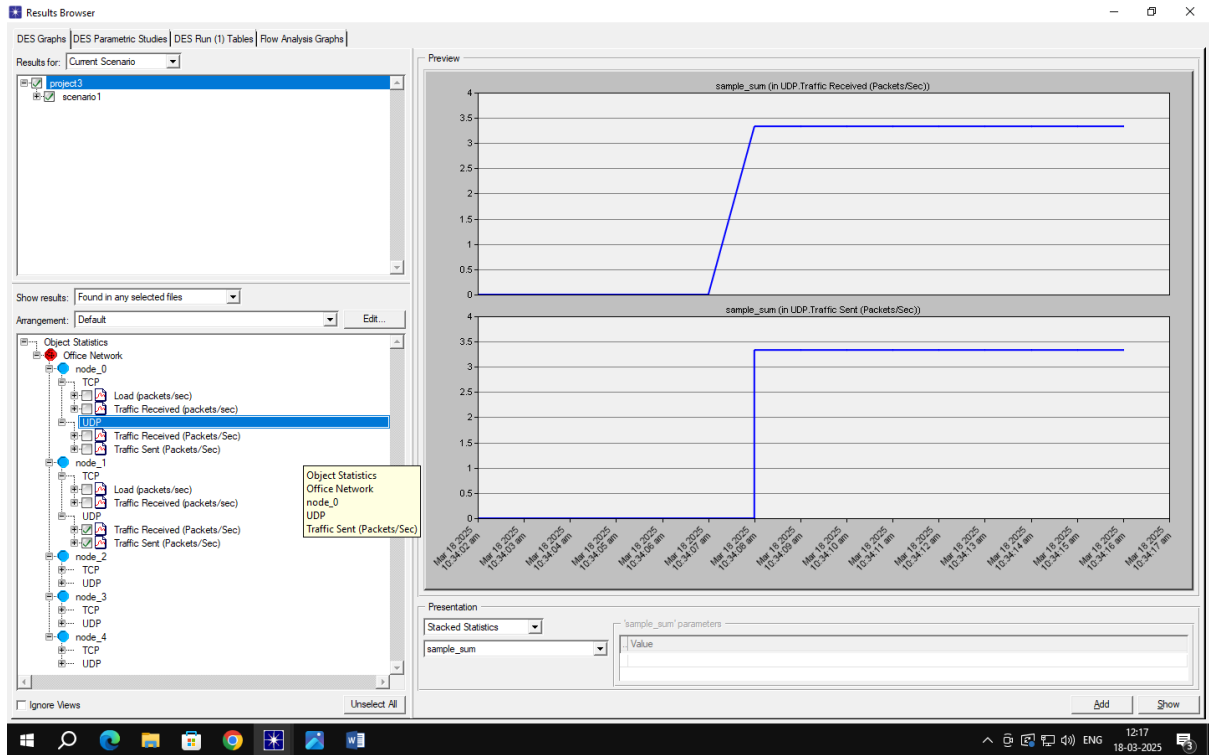 Results Browser
DES Graphs DES Parametric Studies DES Run (1) Tables Flow Analysis Graphs
Results for: Current Scenario
project3
scenario1
Show results: Found in any selected files
Arrangement: Default Edit...
Object Statistics
Office Network
node_0
TCP
Load (packets/sec)
Traffic Received (packets/sec)
UDP
Traffic Received (Packets/Sec)
Traffic Sent (Packets/Sec)
node_1
TCP
Load (packets/sec)
Traffic Received (packets/sec)
UDP
Traffic Received (Packets/Sec)
Traffic Sent (Packets/Sec)
node_2
TCP
UDP
node_3
TCP
UDP
node_4
TCP
UDP
Object Statistics
Office Network
node_0
UDP
Traffic Sent (Packets/Sec)
Ignore Views Unselect All
Preview
sample_sum (in UDP.Traffic Received (Packets/Sec))
4
3.5
3
2.5
2
1.5
1
0.5
0
sample_sum (in UDP.Traffic Sent (Packets/Sec))
4
3.5
3
2.5
2
1.5
1
0.5
0
Mar 18 2025 10:34:02 am
Mar 18 2025 10:34:03 am
Mar 18 2025 10:34:04 am
Mar 18 2025 10:34:05 am
Mar 18 2025 10:34:06 am
Mar 18 2025 10:34:07 am
Mar 18 2025 10:34:08 am
Mar 18 2025 10:34:09 am
Mar 18 2025 10:34:10 am
Mar 18 2025 10:34:11 am
Mar 18 2025 10:34:12 am
Mar 18 2025 10:34:13 am
Mar 18 2025 10:34:14 am
Mar 18 2025 10:34:15 am
Mar 18 2025 10:34:16 am
Mar 18 2025 10:34:17 am
Presentation
Stacked Statistics
sample_sum
'sample_sum' parameters
... Value
Add Show
ENG
12:17
18-03-2025
3